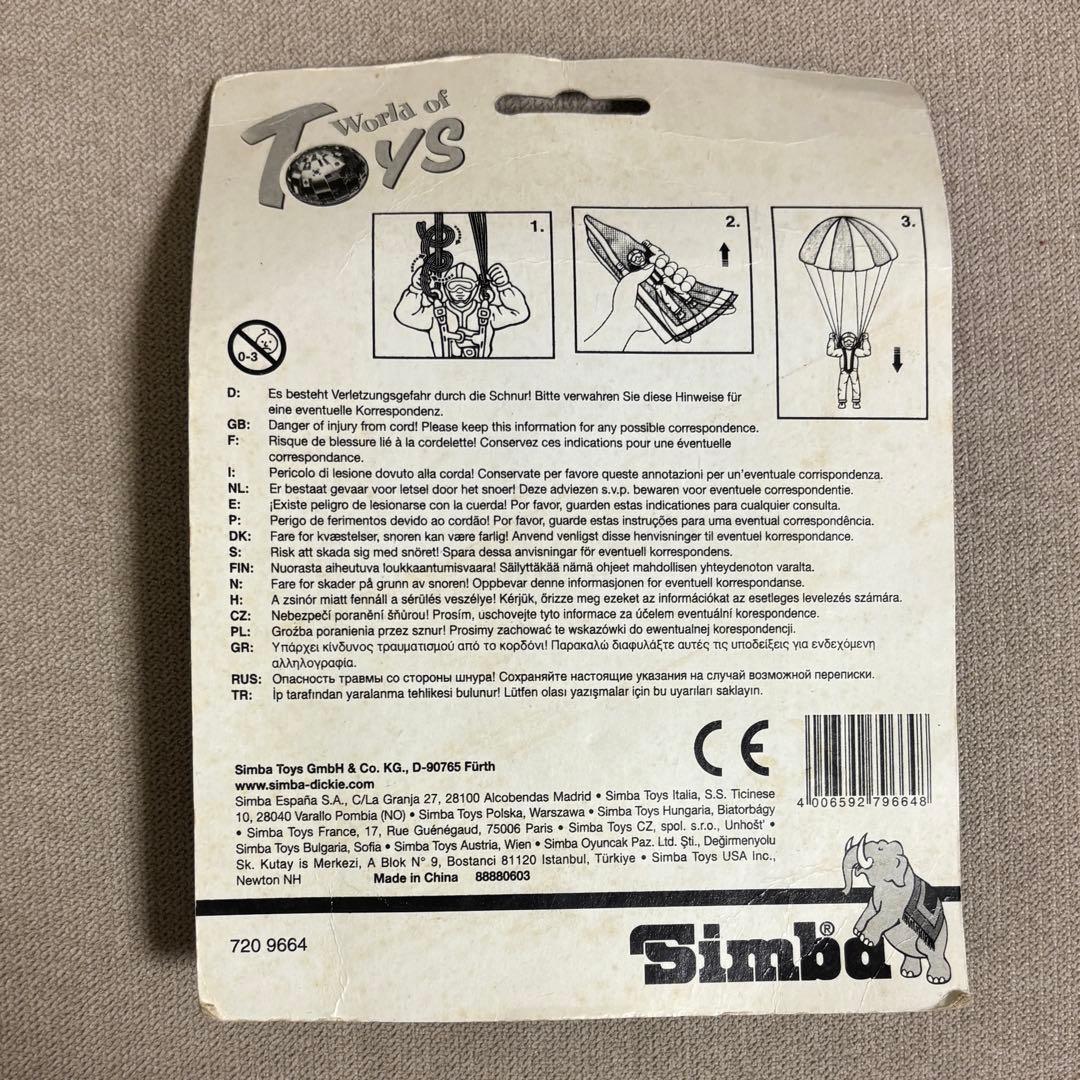 World of
Toys
1.
2.
3.
0-3
D: Es besteht Verletzungsgefahr durch die Schnur! Bitte verwahren Sie diese Hinweise für
eine eventuelle Korrespondenz.
GB: Danger of injury from cord! Please keep this information for any possible correspondence.
F: Risque de blessure lié à la cordelette! Conservez ces indications pour une éventuelle
correspondance.
I: Pericolo di lesione dovuto alla corda! Conservate per favore queste annotazioni per un'eventuale corrispondenza.
NL: Er bestaat gevaar voor letsel door het snoer! Deze adviezen s.v.p. bewaren voor eventuele correspondentie.
E: ¡Existe peligro de lesionarse con la cuerda! Por favor, guarden estas indicationes para cualquier consulta.
P: Perigo de ferimentos devido ao cordão! Por favor, guarde estas instruções para uma eventual correspondência.
DK: Fare for kvæstelser, snoren kan være farlig! Anvend venligst disse henvisninger til eventuel korrespondance.
S: Risk att skada sig med snöret! Spara dessa anvisningar för eventuell korrespondens.
FIN: Nuorasta aiheutuva loukkaantumisvaara! Säilyttäkää nämä ohjeet mahdollisen yhteydenoton varalta.
N: Fare for skader på grunn av snoren! Oppbevar denne informasjonen for eventuell korrespondanse.
H: A zsinór miatt fennáll a sérülés veszélye! Kérjük, őrizze meg ezeket az információkat az esetleges levelezés számára.
CZ: Nebezpečí poranění šňůrou! Prosím, uschovejte tyto informace za účelem eventuální korespondence.
PL: Groźba poranienia przez sznur! Prosimy zachować te wskazówki do ewentualnej korespondencji.
GR: Υπάρχει κίνδυνος τραυματισμού από το κορδόνι! Παρακαλώ διαφυλάξτε αυτές τις υποδείξεις για ενδεχόμενη
αλληλογραφία.
RUS: Опасность травмы со стороны шнура! Сохраняйте настоящие указания на случай возможной переписки.
TR: İp tarafından yaralanma tehlikesi bulunur! Lütfen olası yazışmalar için bu uyarıları saklayın.
CE
Simba Toys GmbH & Co. KG., D-90765 Fürth
www.simba-dickie.com
Simba España S.A., C/La Granja 27, 28100 Alcobendas Madrid • Simba Toys Italia, S.S. Ticinese
10, 28040 Varallo Pombia (NO) • Simba Toys Polska, Warszawa • Simba Toys Hungaria, Biatorbágy
• Simba Toys France, 17, Rue Guénégaud, 75006 Paris • Simba Toys CZ, spol. s.r.o., Unhošť •
Simba Toys Bulgaria, Sofia • Simba Toys Austria, Wien • Simba Oyuncak Paz. Ltd. Şti., Değirmenyolu
Sk. Kutay is Merkezi, A Blok N° 9, Bostanci 81120 Istanbul, Türkiye • Simba Toys USA Inc.,
Newton NH Made in China 88880603
4 006592 796648
720 9664
Simba®